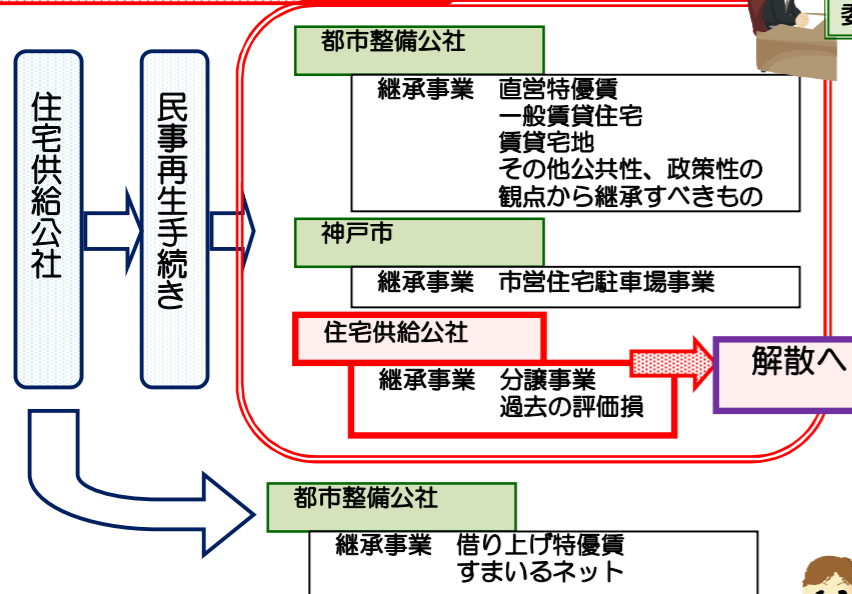 委
住宅供給公社
民事再生手続き
都市整備公社
継承事業 直営特優賃
一般賃貸住宅
賃貸宅地
その他公共性、政策性の
観点から継承すべきもの
神戸市
継承事業 市営住宅駐車場事業
住宅供給公社
継承事業 分譲事業
過去の評価損
解散へ
都市整備公社
継承事業 借り上げ特優賃
すまいるネット